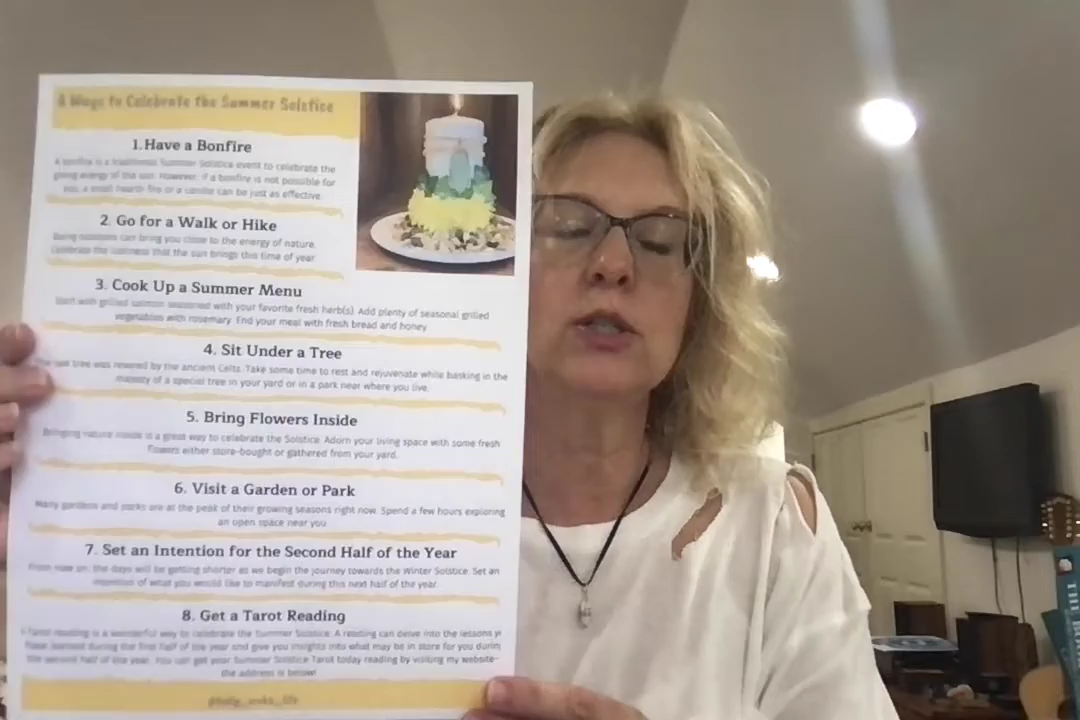 8 Ways to Celebrate the Summer Solstice
1. Have a Bonfire
A bonfire is a traditional Summer Solstice event to celebrate the
giving energy of the sun. However, if a bonfire is not possible for
you, a small hearth fire or a candle can be just as effective.
2. Go for a Walk or Hike
Being outdoors can bring you close to the energy of nature.
Celebrate the that the sun brings this time of year.
3. Cook Up a Summer Menu
Start with grilled salmon seasoned with your favorite fresh herb(s). Add plenty of seasonal grilled
vegetables with rosemary. End your meal with fresh bread and honey
4. Sit Under a Tree
The oak tree was revered by the ancient Celts. Take some time to rest and rejuvenate while basking in the
majesty of a special tree in your yard or in a park near where you live.
5. Bring Flowers Inside
Bringing nature inside is a great way to celebrate the Solstice. Adorn your living space with some fresh
flowers either store-bought or gathered from your yard.
6. Visit a Garden or Park
Many gardens and parks are at the peak of their growing seasons right now. Spend a few hours exploring
an open space near you
7. Set an Intention for the Second Half of the Year
From now on, the days will be getting shorter as we begin the journey towards the Winter Solstice. Set an
intention of what you would like to manifest during this next half of the year.
8. Get a Tarot Reading
A Tarot reading is a wonderful way to celebrate the Summer Solstice. A reading can delve into the lessons y
have learned during the first half of the year and give you insights into what may be in store for you durin
the second half of the year. You can get your Summer Solstice Tarot today reading by visiting my website-
the address is below!
THE